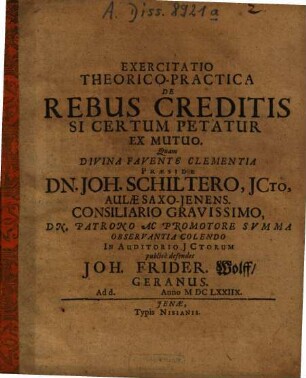 A. Diss. 8921 a 2
EXERCITATIO
THEORICO-PRACTICA
DE
REBUS CREDITIS
SI CERTUM PETATUR
EX MUTUO.
Quam
DIVINA FAVENTE CLEMENTIA
PRÆSIDE
DN. JOH. SCHILTERO, JCTO,
AULÆ SAXO-JENENS.
CONSILIARIO GRAVISSIMO,
DN. PATRONO AC PROMOTORE SVMMA
OBSERVANTIA COLENDO
IN AUDITORIO JCTORUM
publicè defendet
JOH. FRIDER. Wolff/
GERANUS.
Ad d. Anno M DC LXXIIX.
JENÆ,
Typis NISIANIS.